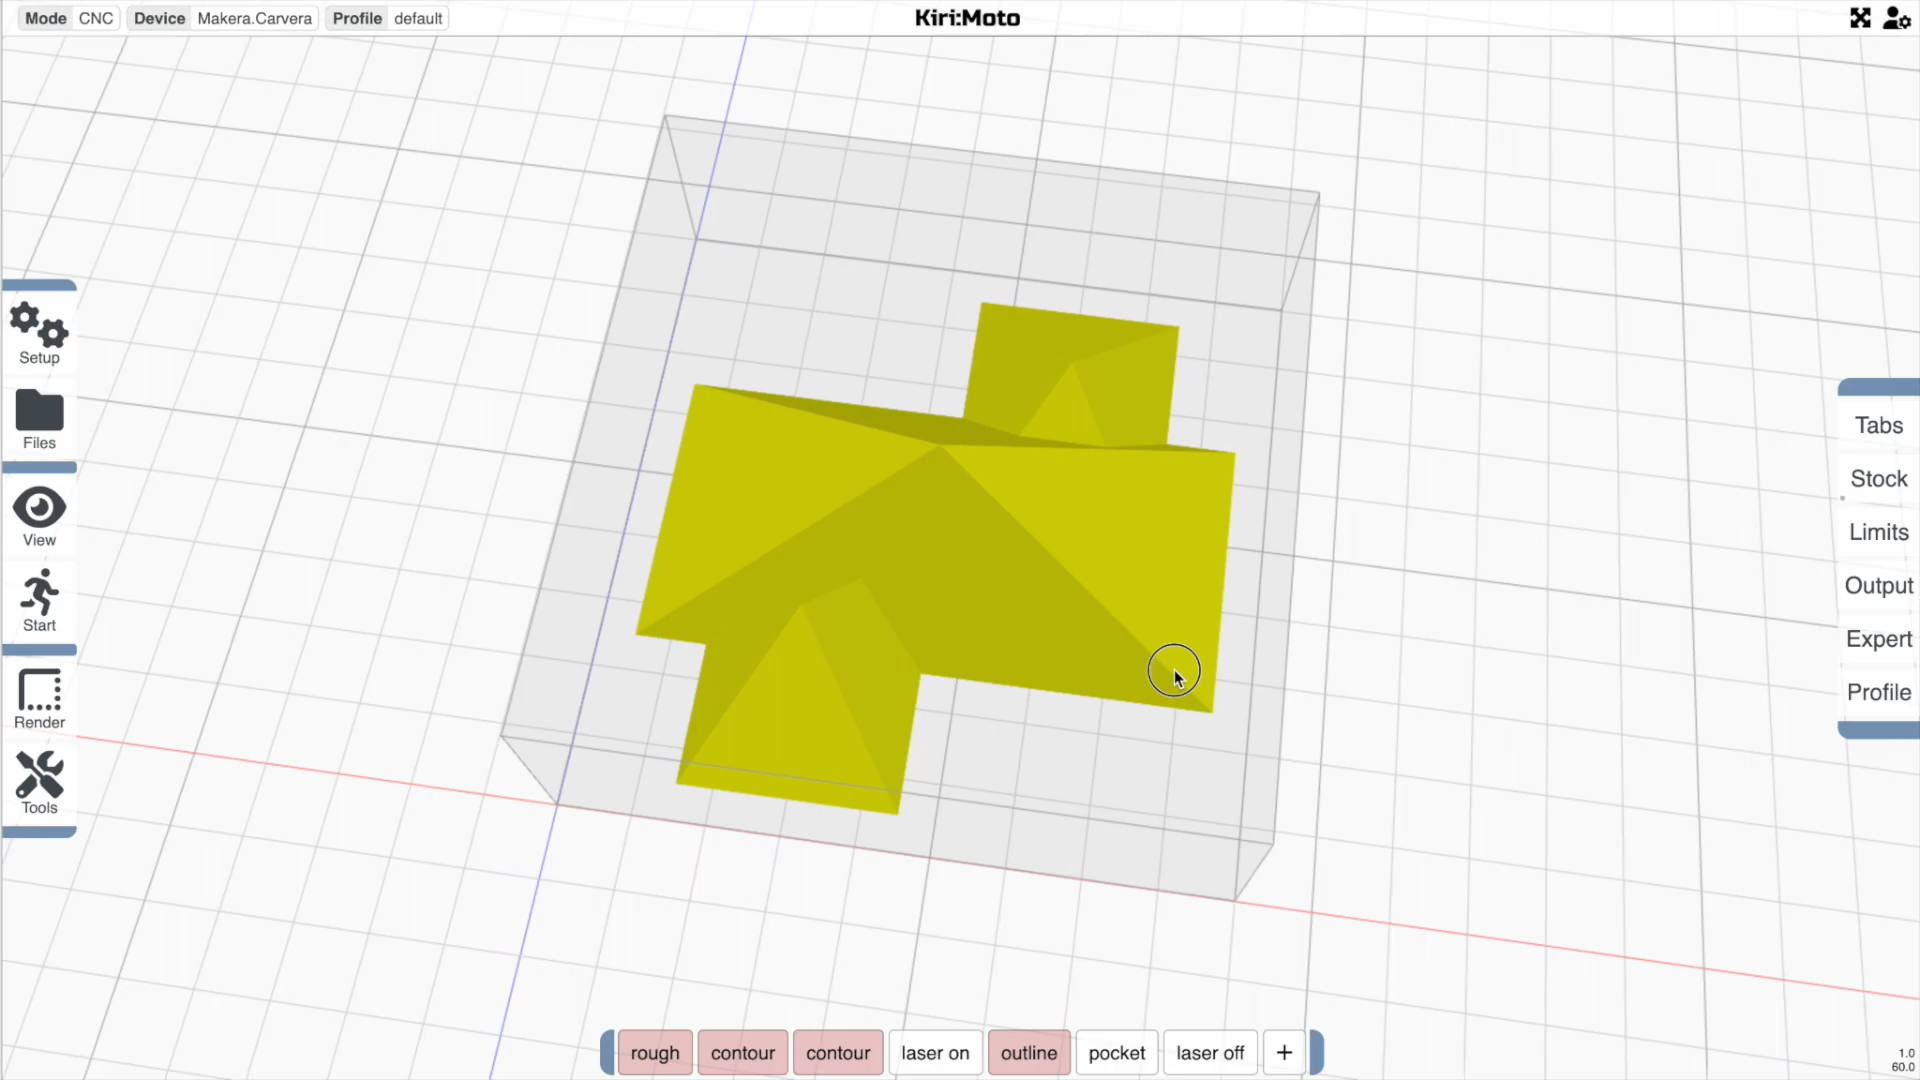 Mode CNC Device Makera.Carvera Profile default Kiri:Moto
Setup
Files
View
Start
Render
Tools
Tabs
Stock
Limits
Output
Expert
Profile
rough contour contour laser on outline pocket laser off +
1.0
60.0